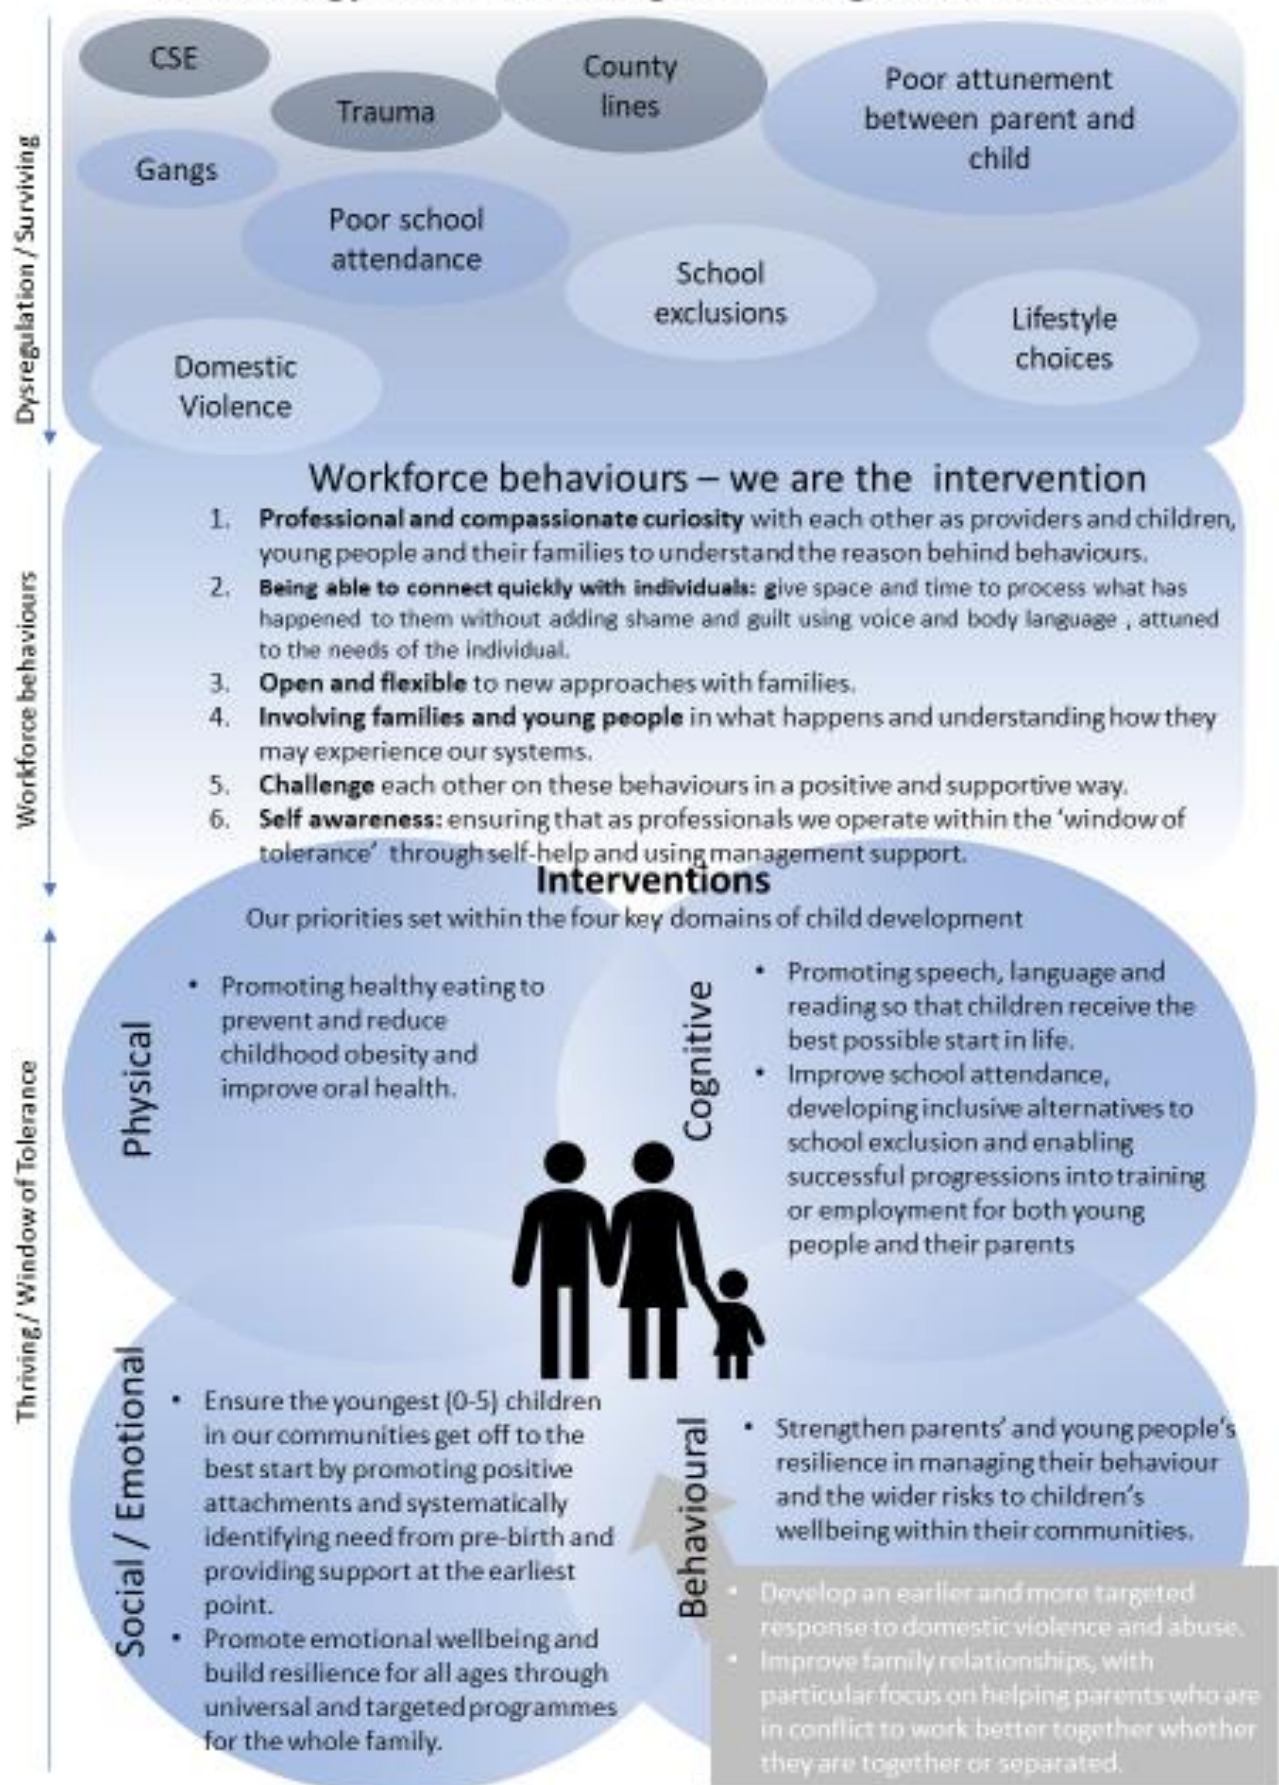 CSE
Trauma
County
lines
Poor attunement
between parent and
child
Gangs
Poor school
attendance
School
exclusions
Lifestyle
choices
Domestic
Violence
Dysregulation / Surviving
Workforce behaviours – we are the intervention
1. Professional and compassionate curiosity with each other as providers and children,
young people and their families to understand the reason behind behaviours.
2. Being able to connect quickly with individuals: give space and time to process what has
happened to them without adding shame and guilt using voice and body language , attuned
to the needs of the individual.
3. Open and flexible to new approaches with families.
4. Involving families and young people in what happens and understanding how they
may experience our systems.
5. Challenge each other on these behaviours in a positive and supportive way.
6. Self awareness: ensuring that as professionals we operate within the ‘window of
tolerance’ through self-help and using management support.
Workforce behaviours
Interventions
Our priorities set within the four key domains of child development
Thriving / Window of Tolerance
Physical
• Promoting healthy eating to
prevent and reduce
childhood obesity and
improve oral health.
Cognitive
• Promoting speech, language and
reading so that children receive the
best possible start in life.
• Improve school attendance,
developing inclusive alternatives to
school exclusion and enabling
successful progressions into training
or employment for both young
people and their parents
Social / Emotional
• Ensure the youngest (0-5) children
in our communities get off to the
best start by promoting positive
attachments and systematically
identifying need from pre-birth and
providing support at the earliest
point.
• Promote emotional wellbeing and
build resilience for all ages through
universal and targeted programmes
for the whole family.
Behavioural
• Strengthen parents’ and young people’s
resilience in managing their behaviour
and the wider risks to children’s
wellbeing within their communities.
• Develop an earlier and more targeted
response to domestic violence and abuse.
• Improve family relationships, with
particular focus on helping parents who are
in conflict to work better together whether
they are together or separated.